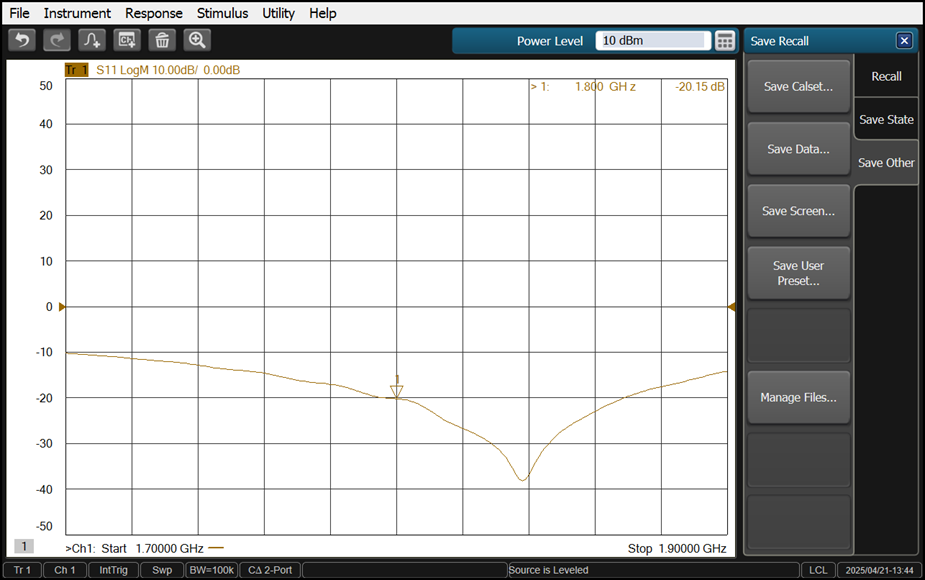 File Instrument Response Stimulus Utility Help
Power Level 10 dBm
Save Recall
Tr 1 S11 LogM 10.00dB/ 0.00dB
> 1: 1.800 GHz -20.15 dB
50
40
30
20
10
0
-10
-20
-30
-40
-50
1
1
>Ch1: Start 1.70000 GHz
Stop 1.90000 GHz
Save Calset...
Save Data...
Save Screen...
Save User
Preset...
Manage Files...
Recall
Save State
Save Other
Tr 1 Ch 1 IntTrig Swp BW=100k CΔ 2-Port Source is Leveled LCL 2025/04/21-13:44